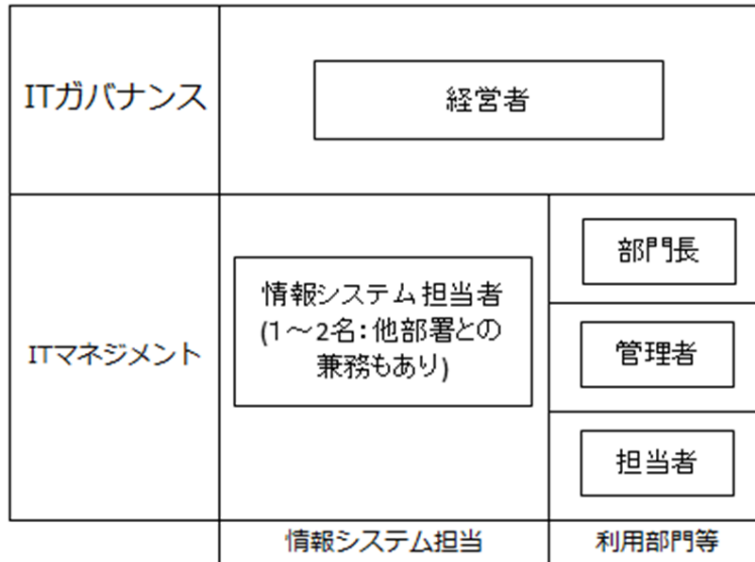 ITガバナンス
経営者
ITマネジメント
情報システム担当者
(1～2名：他部署との
兼務もあり)
部門長
管理者
担当者
情報システム担当
利用部門等